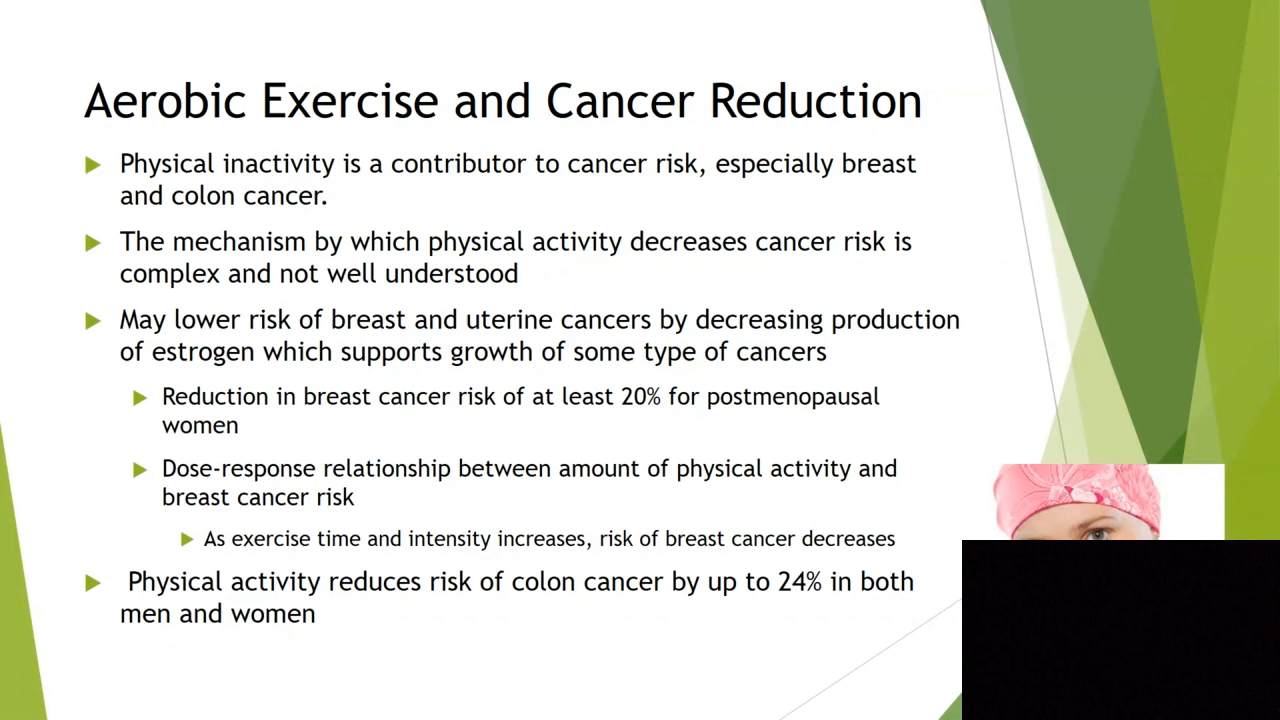 Aerobic Exercise and Cancer Reduction
Physical inactivity is a contributor to cancer risk, especially breast
and colon cancer.
The mechanism by which physical activity decreases cancer risk is
complex and not well understood
May lower risk of breast and uterine cancers by decreasing production
of estrogen which supports growth of some type of cancers
Reduction in breast cancer risk of at least 20% for postmenopausal
women
Dose-response relationship between amount of physical activity and
breast cancer risk
As exercise time and intensity increases, risk of breast cancer decreases
Physical activity reduces risk of colon cancer by up to 24% in both
men and women